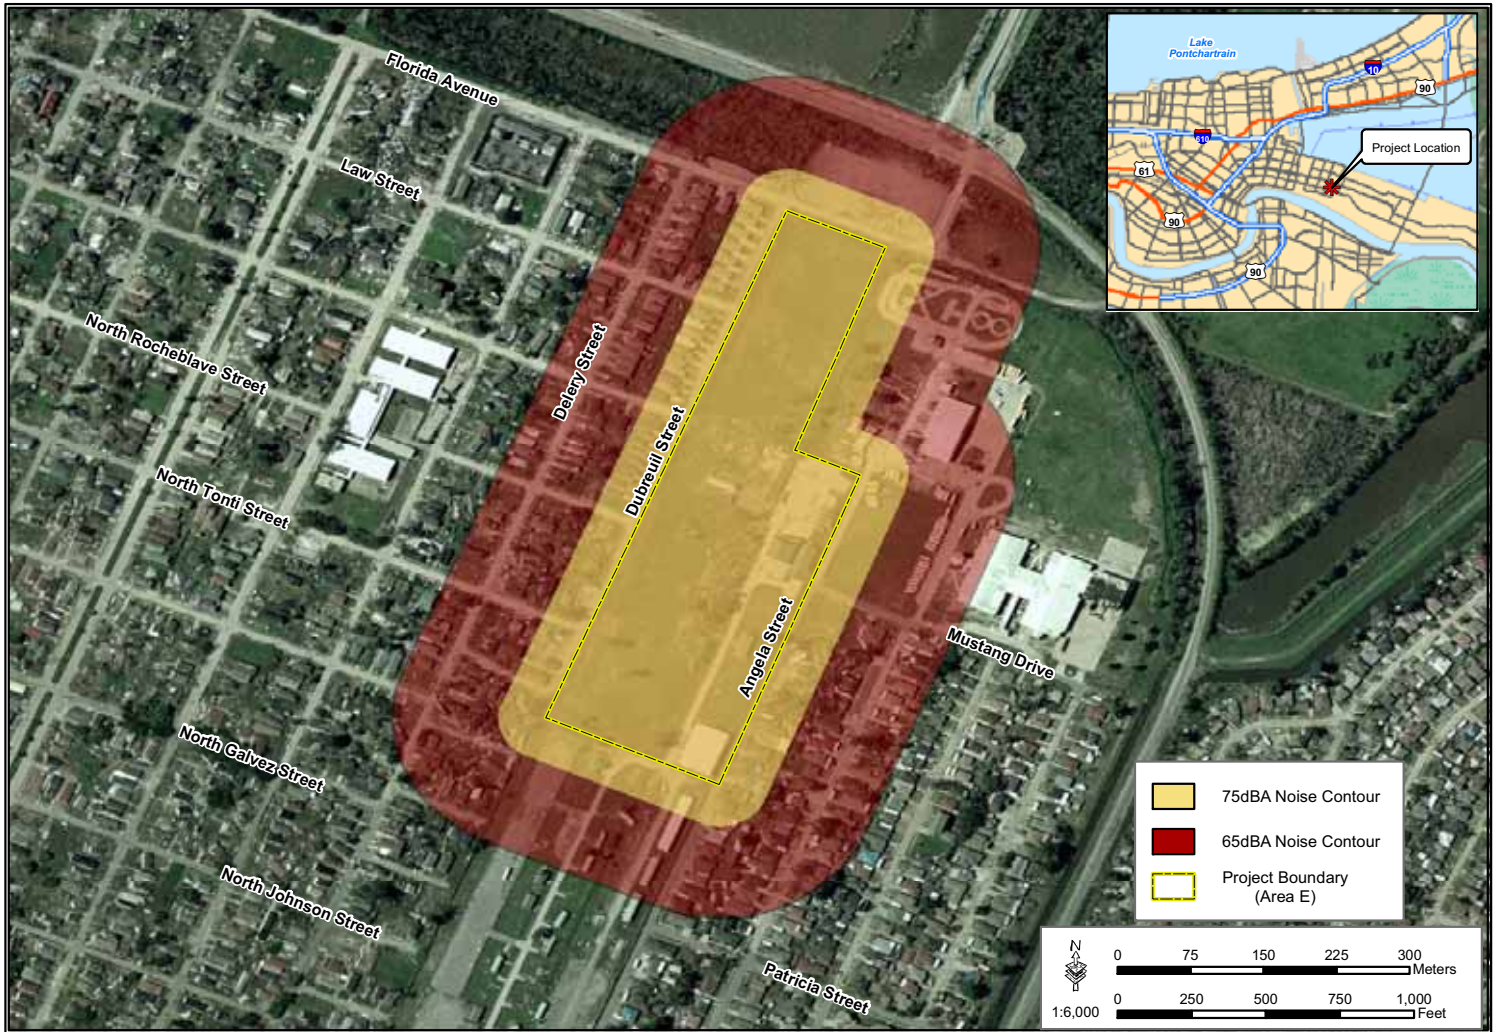 Florida Avenue
Law Street
North Rocheblave Street
Delery Street
Dubreuil Street
North Tonti Street
Angela Street
Mustang Drive
North Galvez Street
North Johnson Street
Patricia Street
Lake
Pontchartrain
10
90
610
61
90
90
Project Location
75dBA Noise Contour
65dBA Noise Contour
Project Boundary
(Area E)
N
0 75 150 225 300
Meters
1:6,000
0 250 500 750 1,000
Feet